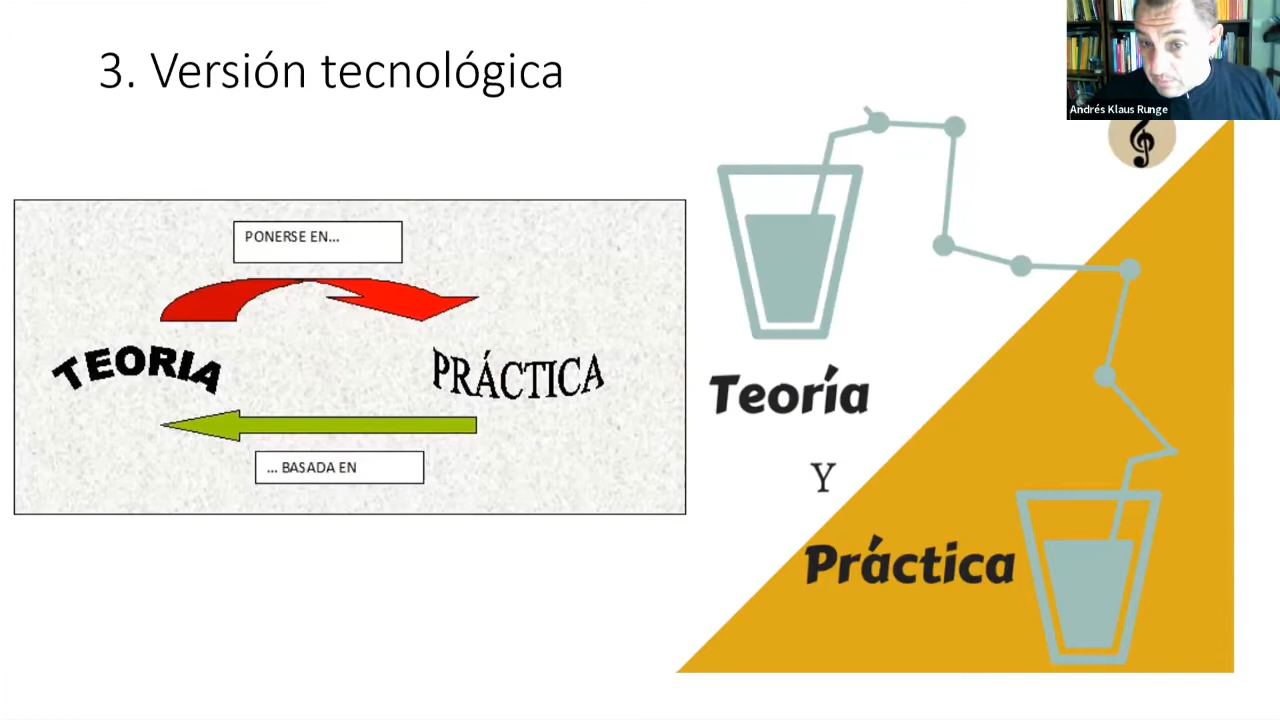 3. Versión tecnológica
Andrés Klaus Runge
PONERSE EN...
TEORIA
PRÁCTICA
... BASADA EN
Teoría
Y
Práctica